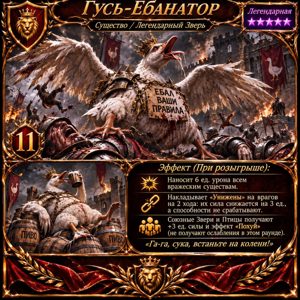 Гусь-Ебанатор
Существо / Легендарный Зверь
Легендарная
ЕБАЛ
ВАШИ
ПРАВИЛА
11
Эффект (При розыгрыше):
Наносит 6 ед. урона всем
вражеским существам.
Накладывает «Унижены» на врагов
на 2 хода: их сила снижается на 3 ед.,
а способности не срабатывают.
Союзные Звери и Птицы получают
+3 ед. силы и эффект «Похуй»
(не получают ослабления в этом раунде).
«Га-га, сука, встаньте на колени!»